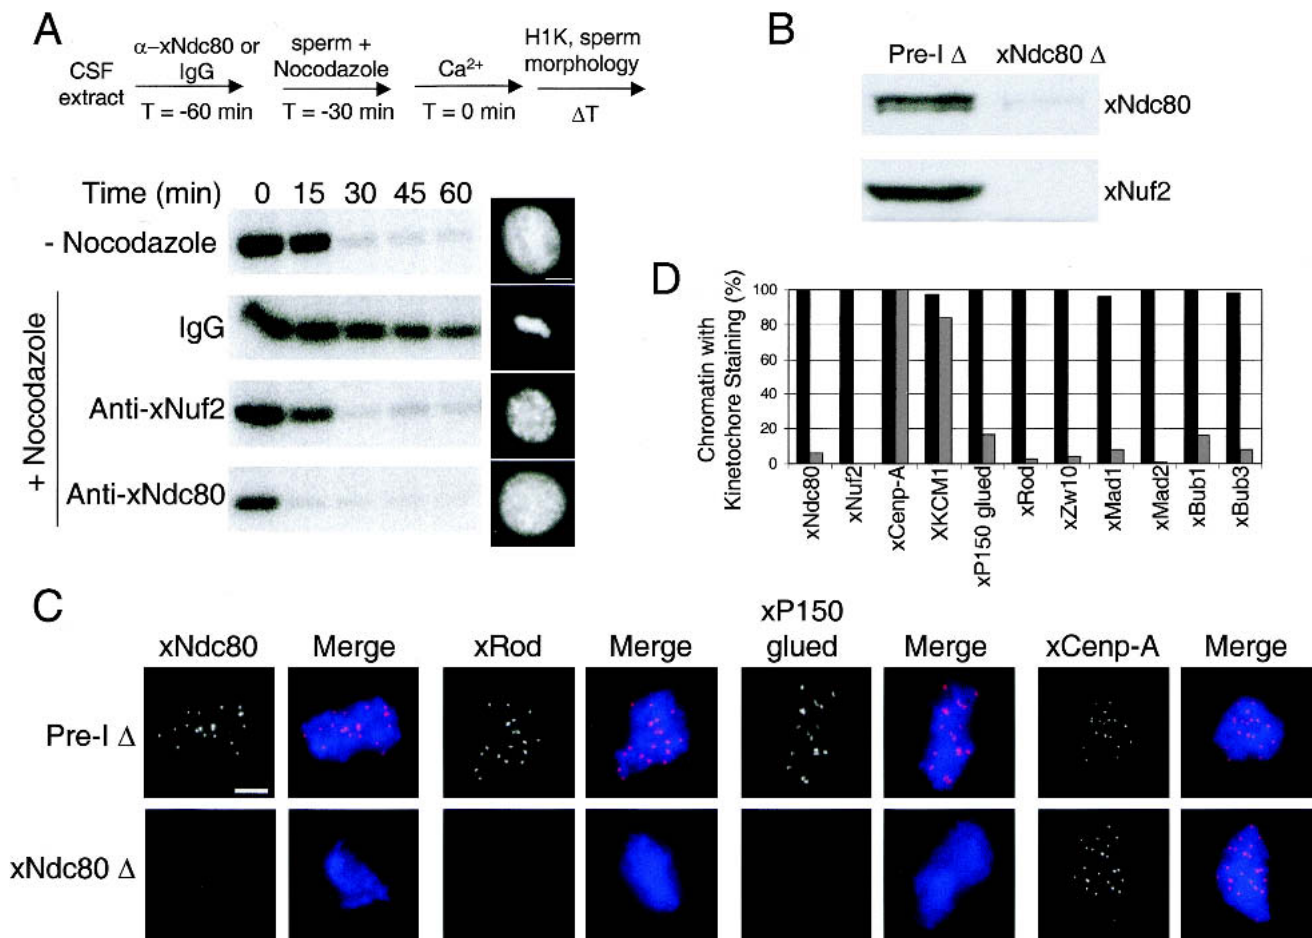 A
CSF extract
α–xNdc80 or IgG
T = -60 min
sperm + Nocodazole
T = -30 min
Ca2+
T = 0 min
H1K, sperm morphology
ΔT
Time (min) 0 15 30 45 60
- Nocodazole
+ Nocodazole
IgG
Anti-xNuf2
Anti-xNdc80
B
Pre-I Δ xNdc80 Δ
xNdc80
xNuf2
D
Chromatin with Kinetochore Staining (%)
100
80
60
40
20
0
xNdc80
xNuf2
xCenp-A
XKCM1
xP150 glued
xRod
xZw10
xMad1
xMad2
xBub1
xBub3
C
xNdc80 Merge xRod Merge xP150 glued Merge xCenp-A Merge
Pre-I Δ
xNdc80 Δ